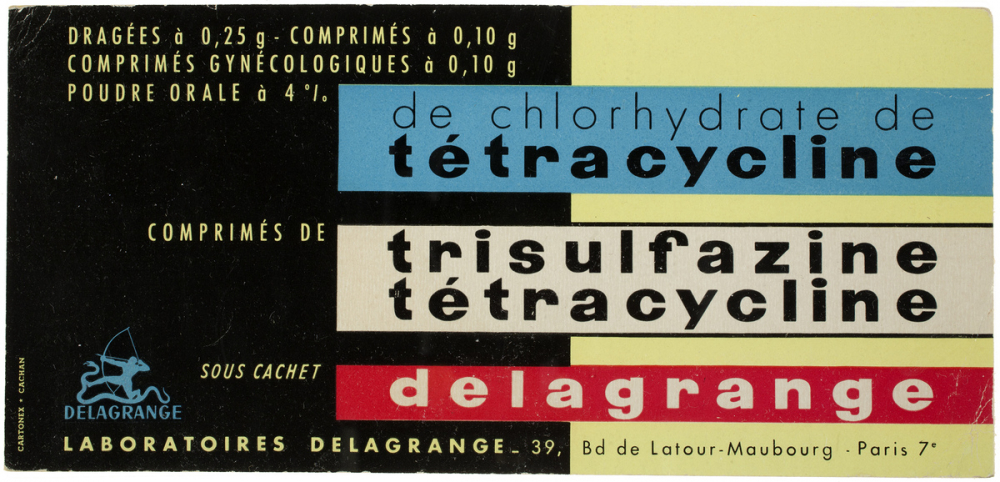 DRAGÉES à 0,25 g - COMPRIMÉS à 0,10 g
COMPRIMÉS GYNÉCOLOGIQUES à 0,10 g
POUDRE ORALE à 4 %
de chlorhydrate de
tétracycline
COMPRIMÉS DE
trisulfazine
tétracycline
SOUS CACHET
delagrange
DELAGRANGE
LABORATOIRES DELAGRANGE - 39, Bd de Latour-Maubourg - Paris 7e
CARTONEX • CACHAN